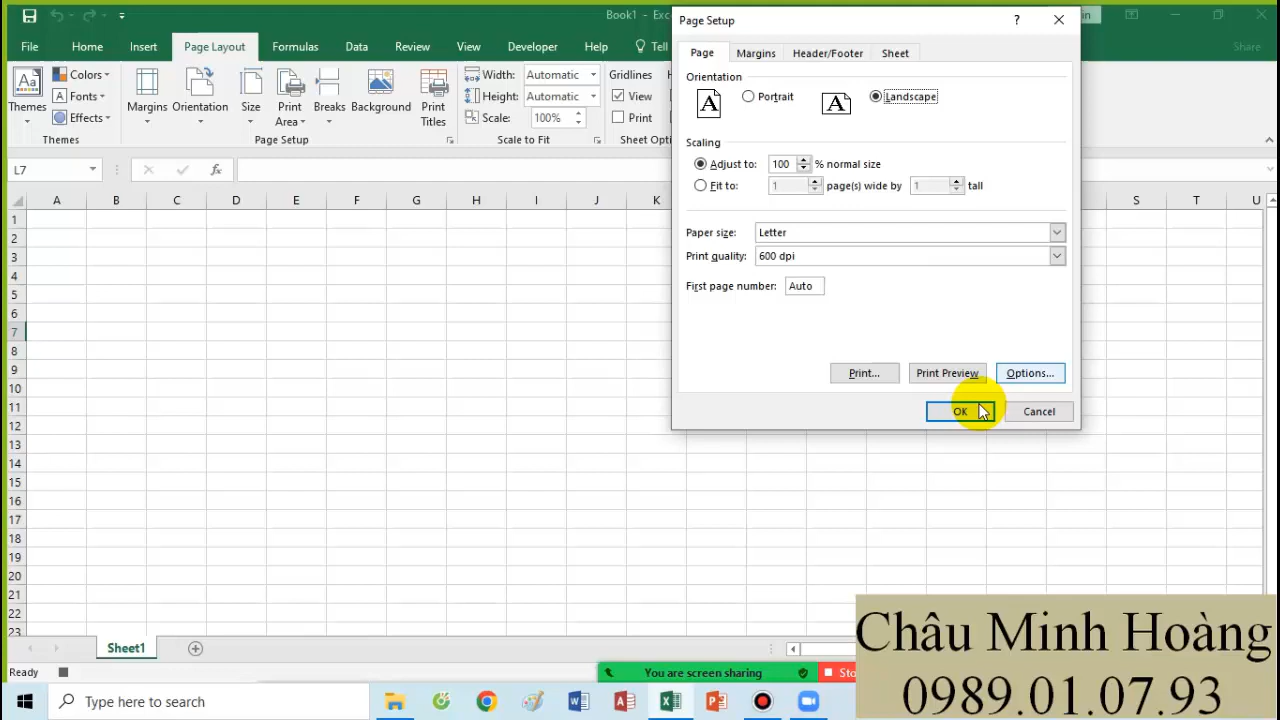 Book1 - Exc
Page Setup
?
in
File
Home
Insert
Page Layout
Formulas
Data
Review
View
Developer
Help
Tell
Share
Themes
Colors
Fonts
Effects
Themes
Margins
Orientation
Size
Print
Area
Breaks
Background
Print
Titles
Page Setup
Width: Automatic
Height: Automatic
Scale: 100%
Scale to Fit
Gridlines
View
Print
Sheet Opti
Page
Margins
Header/Footer
Sheet
Orientation
A
Portrait
A
Landscape
Scaling
Adjust to: 100 % normal size
Fit to: 1 page(s) wide by 1 tall
Paper size: Letter
Print quality: 600 dpi
First page number: Auto
Print...
Print Preview
Options...
OK
Cancel
L7
fx
A B C D E F G H I J K S T U
1
2
3
4
5
6
7
8
9
10
11
12
13
14
15
16
17
18
19
20
21
22
23
Sheet1
Ready
You are screen sharing
Sto
Châu Minh Hoàng
0989.01.07.93
Type here to search